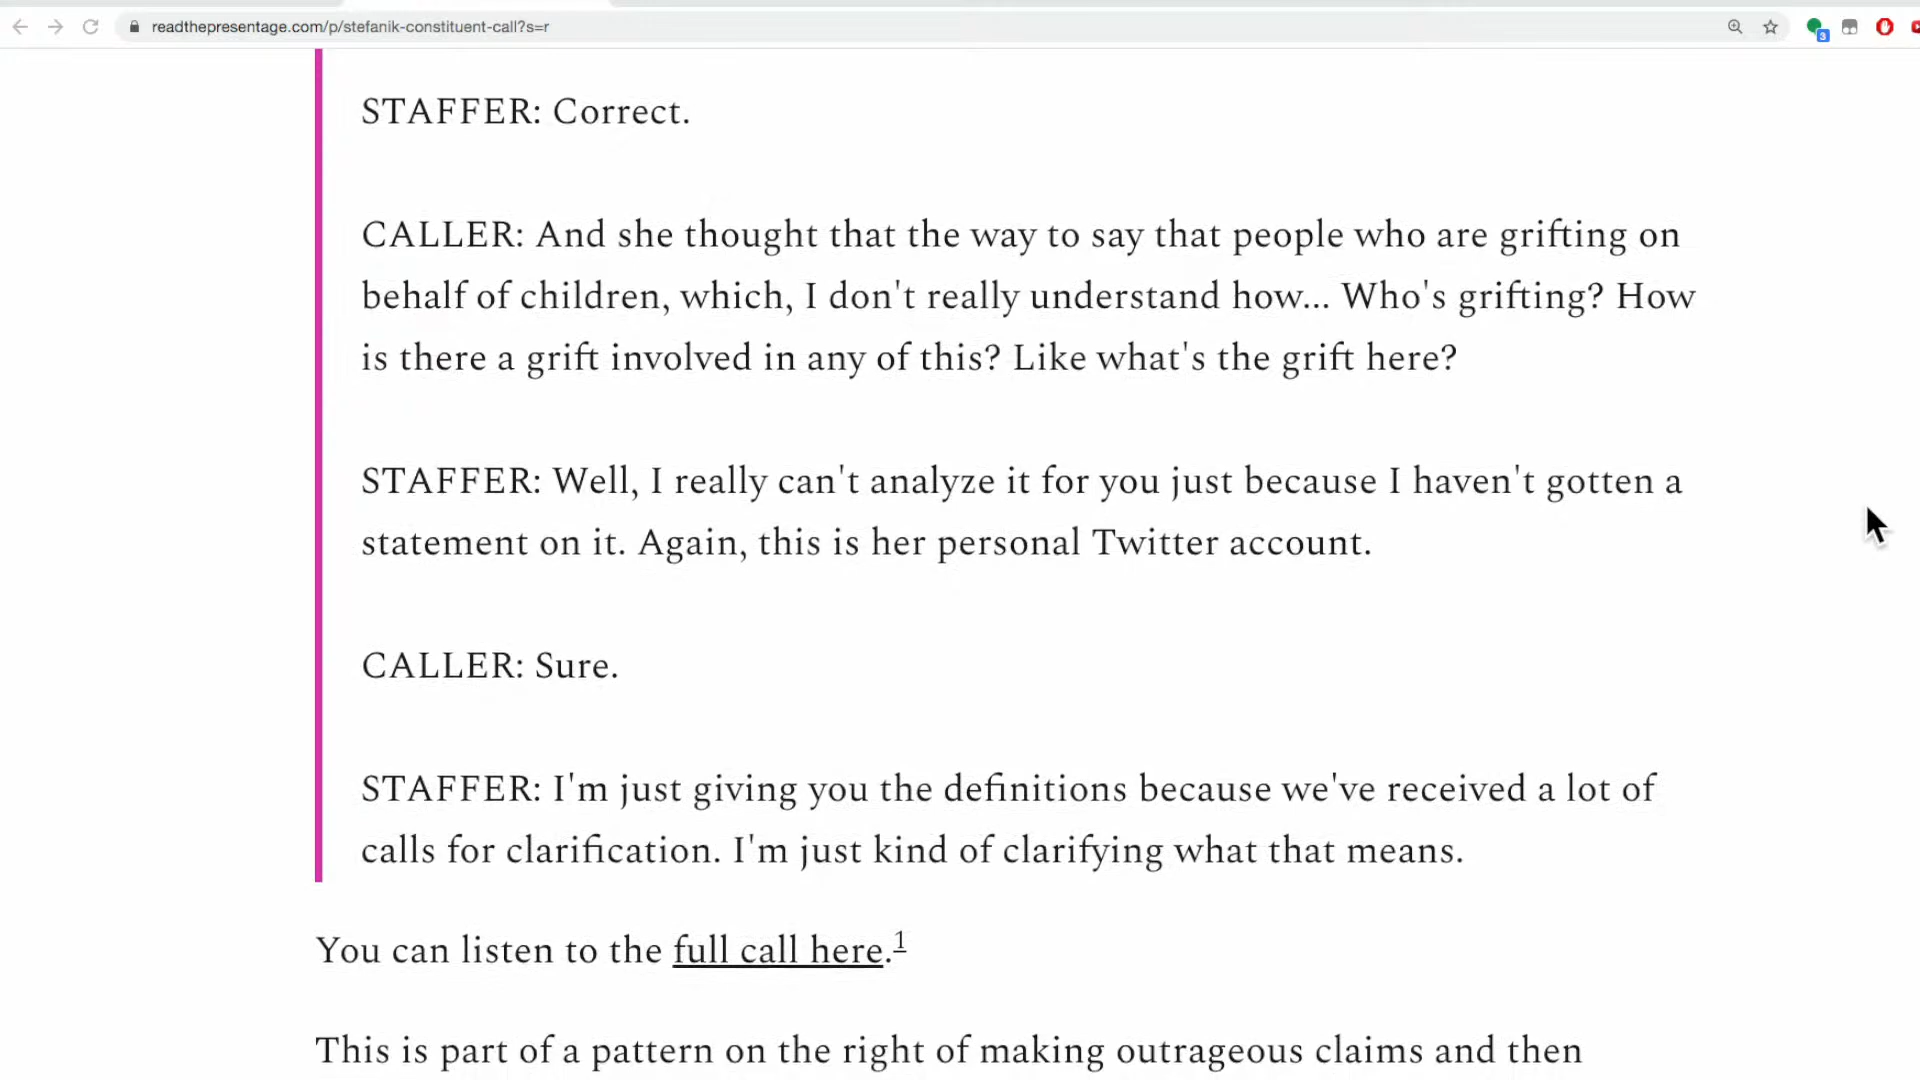 readthepresentage.com/p/stefanik-constituent-call?s=r
3
STAFFER: Correct.
CALLER: And she thought that the way to say that people who are grifting on
behalf of children, which, I don't really understand how... Who's grifting? How
is there a grift involved in any of this? Like what's the grift here?
STAFFER: Well, I really can't analyze it for you just because I haven't gotten a
statement on it. Again, this is her personal Twitter account.
CALLER: Sure.
STAFFER: I'm just giving you the definitions because we've received a lot of
calls for clarification. I'm just kind of clarifying what that means.
You can listen to the full call here.1
This is part of a pattern on the right of making outrageous claims and then